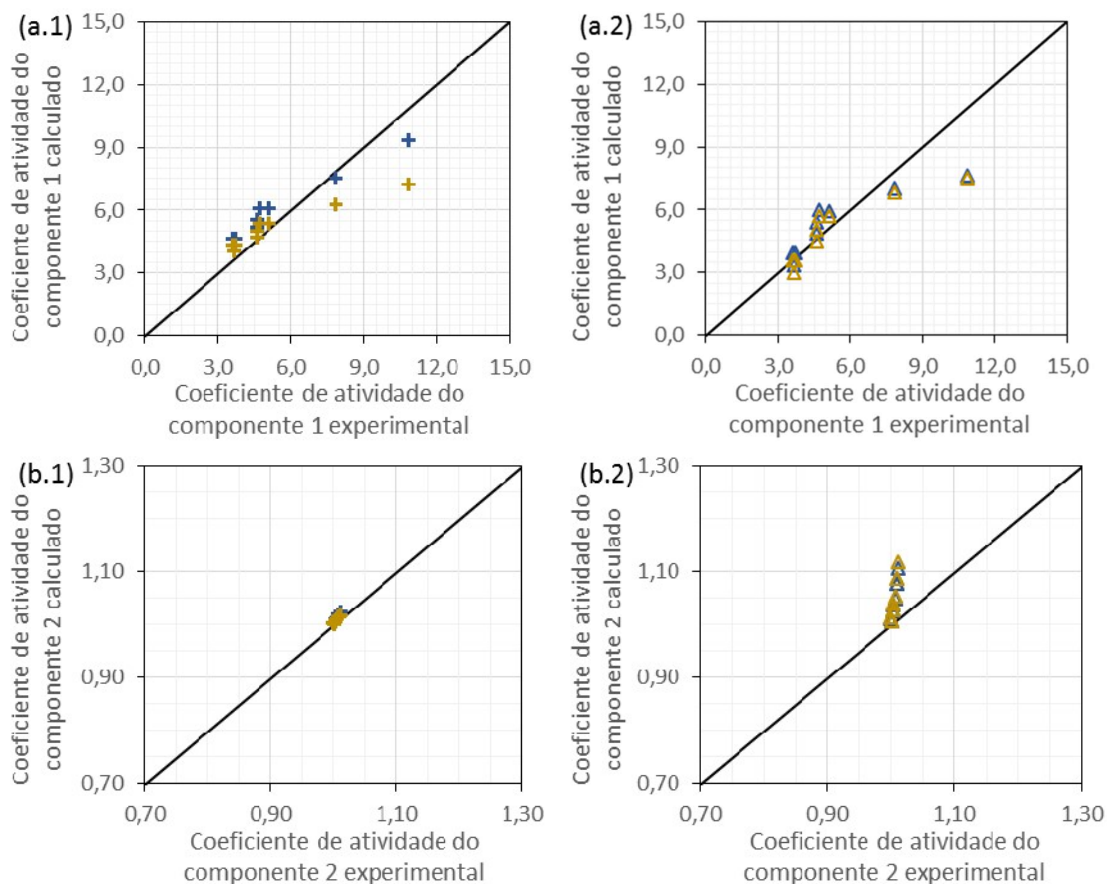 (a.1)
Coeficiente de atividade do
componente 1 calculado
15,0
12,0
9,0
6,0
3,0
0,0
0,0 3,0 6,0 9,0 12,0 15,0
Coeficiente de atividade do
componente 1 experimental
(a.2)
Coeficiente de atividade do
componente 1 calculado
15,0
12,0
9,0
6,0
3,0
0,0
0,0 3,0 6,0 9,0 12,0 15,0
Coeficiente de atividade do
componente 1 experimental
(b.1)
Coeficiente de atividade do
componente 2 calculado
1,30
1,10
0,90
0,70
0,70 0,90 1,10 1,30
Coeficiente de atividade do
componente 2 experimental
(b.2)
Coeficiente de atividade do
componente 2 calculado
1,30
1,10
0,90
0,70
0,70 0,90 1,10 1,30
Coeficiente de atividade do
componente 2 experimental